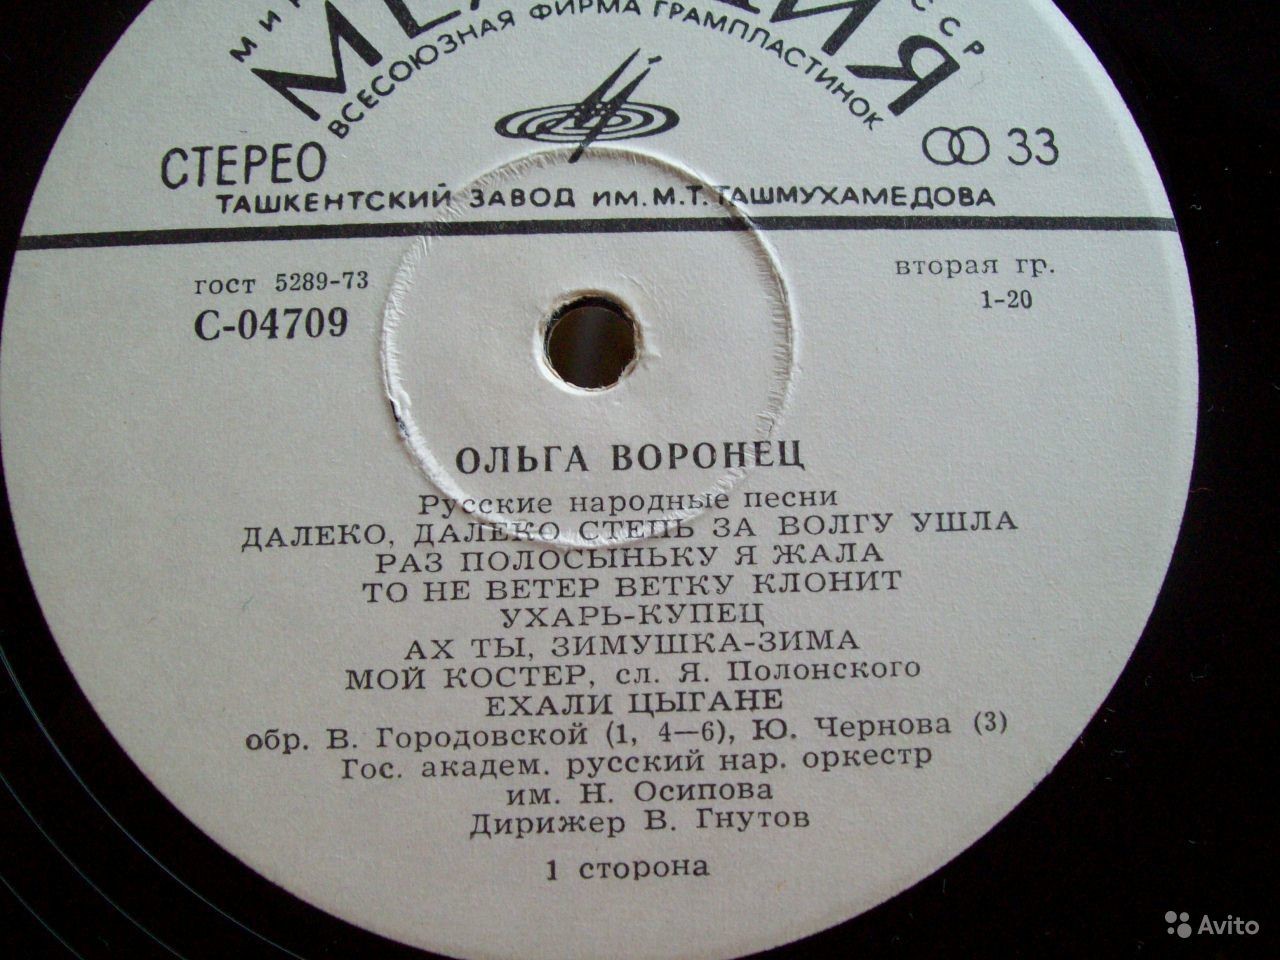 ВСЕСОЮЗНАЯ ФИРМА ГРАМПЛАСТИНОК
СТЕРЕО
33
ТАШКЕНТСКИЙ ЗАВОД ИМ. М. Т. ТАШМУХАМЕДОВА
гост 5289-73
вторая гр.
С-04709
1-20
ОЛЬГА ВОРОНЕЦ
Русские народные песни
ДАЛЕКО, ДАЛЕКО СТЕПЬ ЗА ВОЛГУ УШЛА
РАЗ ПОЛОСЫНЬКУ Я ЖАЛА
ТО НЕ ВЕТЕР ВЕТКУ КЛОНИТ
УХАРЬ-КУПЕЦ
АХ ТЫ, ЗИМУШКА-ЗИМА
МОЙ КОСТЕР, сл. Я. Полонского
ЕХАЛИ ЦЫГАНЕ
обр. В. Городовской (1, 4—6), Ю. Чернова (3)
Гос. академ. русский нар. оркестр
им. Н. Осипова
Дирижер В. Гнутов
1 сторона
Avito